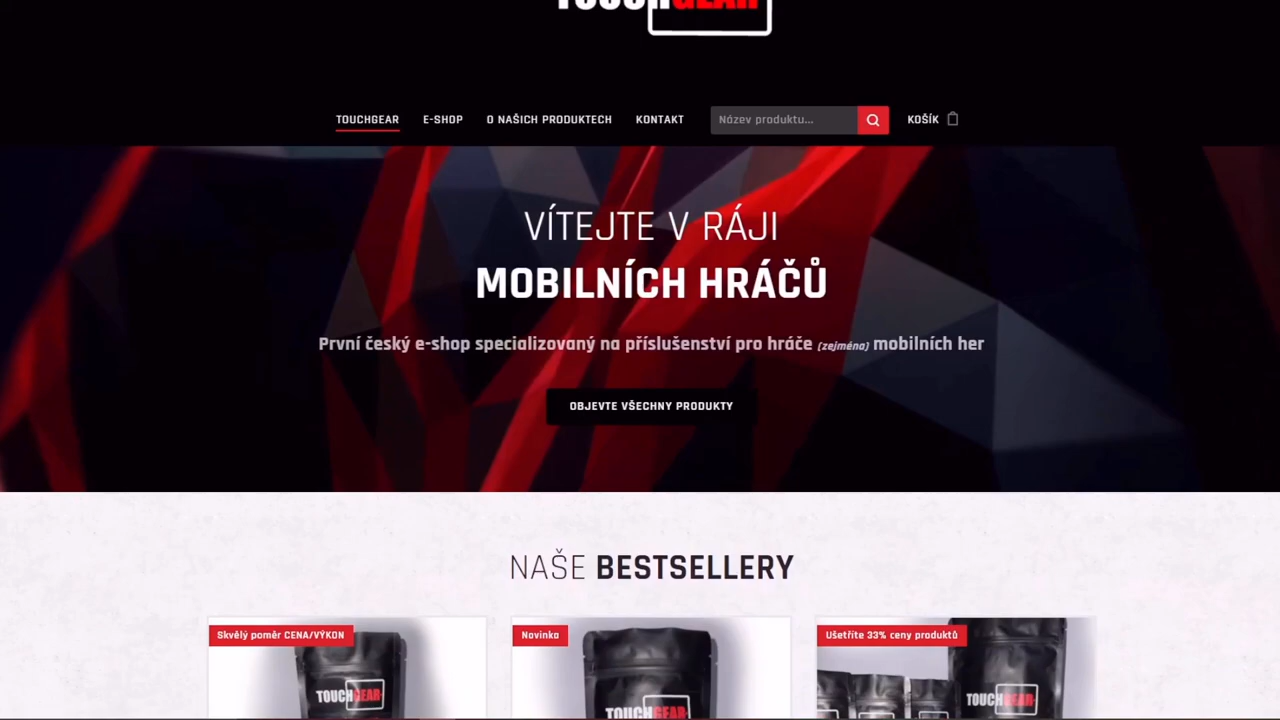 TOUCHGEAR
TOUCHGEAR E-SHOP O NAŠICH PRODUKTECH KONTAKT Název produktu... KOŠÍK
VÍTEJTE V RÁJI
MOBILNÍCH HRÁČŮ
První český e-shop specializovaný na příslušenství pro hráče (zejména) mobilních her
OBJEVTE VŠECHNY PRODUKTY
NAŠE BESTSELLERY
Skvělý poměr CENA/VÝKON Novinka Ušetříte 33% ceny produktů
TOUCHGEAR TOUCHGEAR TOUCHGEAR